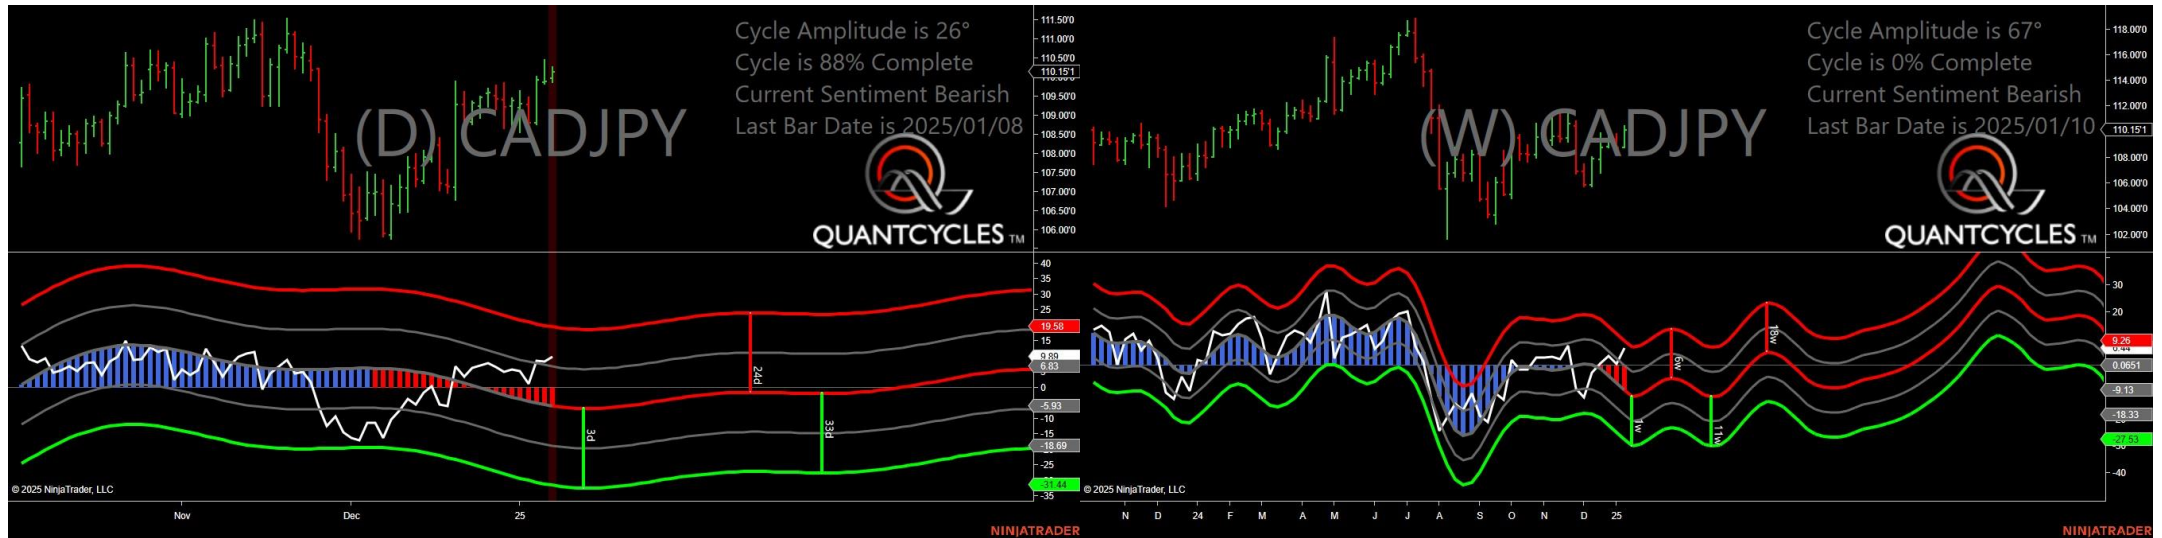 Cycle Amplitude is 26°
Cycle is 88% Complete
Current Sentiment Bearish
Last Bar Date is 2025/01/08
(D) CADJPY
QUANTCYCLES TM
111.50'0
111.00'0
110.50'0
110.15'1
109.50'0
109.00'0
108.50'0
108.00'0
107.50'0
107.00'0
106.50'0
106.00'0
40
35
30
25
19.58
15
9.89
6.83
0
-5.93
-10
-15
-18.69
-25
-31.44
-35
24d
3d
33d
© 2025 NinjaTrader, LLC
Nov
Dec
25
NINJATRADER
Cycle Amplitude is 67°
Cycle is 0% Complete
Current Sentiment Bearish
Last Bar Date is 2025/01/10
(W) CADJPY
QUANTCYCLES TM
118.00'0
116.00'0
114.00'0
112.00'0
110.15'1
108.00'0
106.00'0
104.00'0
102.00'0
30
20
9.26
0.0651
-9.13
-18.33
-27.53
-40
18w
6w
1w
11w
© 2025 NinjaTrader, LLC
N
D
24
F
M
A
M
J
J
A
S
O
N
D
25
NINJATRADER